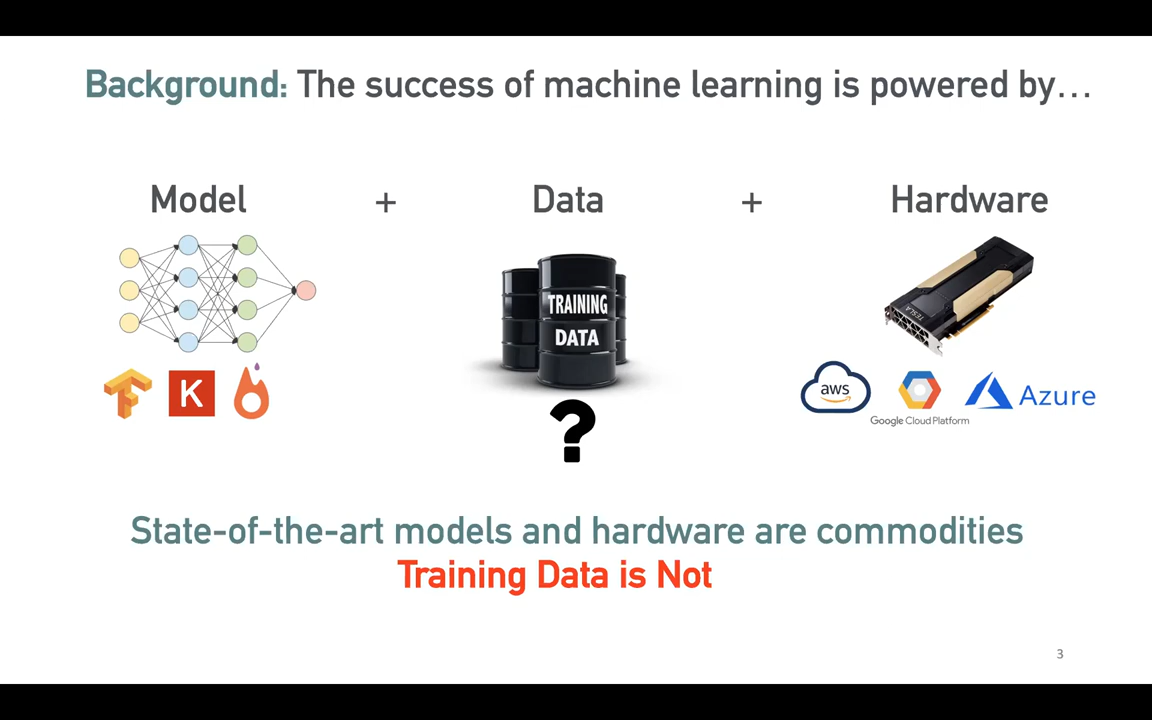 Background: The success of machine learning is powered by...
Model + Data + Hardware
TRAINING
DATA
TESLA
K
aws
Google Cloud Platform
Azure
?
State-of-the-art models and hardware are commodities
Training Data is Not
3